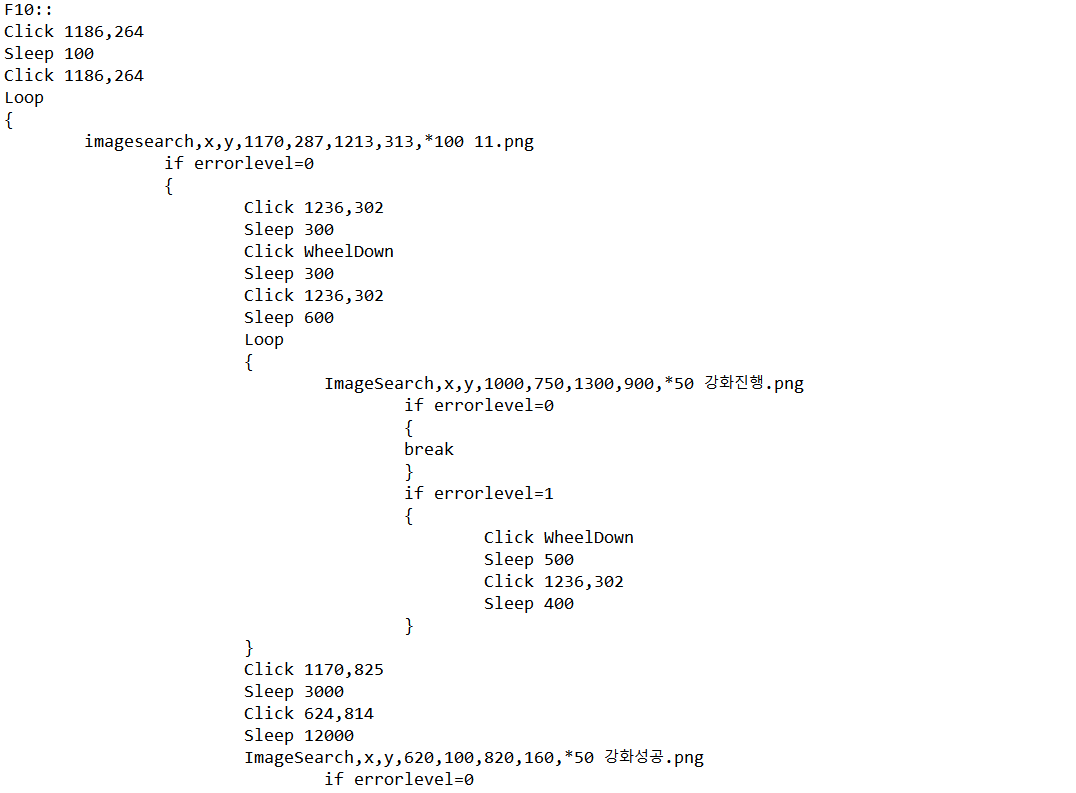 F10::
Click 1186,264
Sleep 100
Click 1186,264
Loop
{
imagesearch,x,y,1170,287,1213,313,*100 11.png
if errorlevel=0
{
Click 1236,302
Sleep 300
Click WheelDown
Sleep 300
Click 1236,302
Sleep 600
Loop
{
ImageSearch,x,y,1000,750,1300,900,*50 강화진행.png
if errorlevel=0
{
break
}
if errorlevel=1
{
Click WheelDown
Sleep 500
Click 1236,302
Sleep 400
}
}
Click 1170,825
Sleep 3000
Click 624,814
Sleep 12000
ImageSearch,x,y,620,100,820,160,*50 강화성공.png
if errorlevel=0